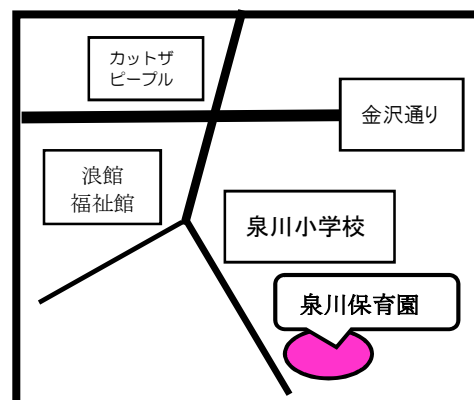 カットザ
ピープル
金沢通り
浪館
福祉館
泉川小学校
泉川保育園